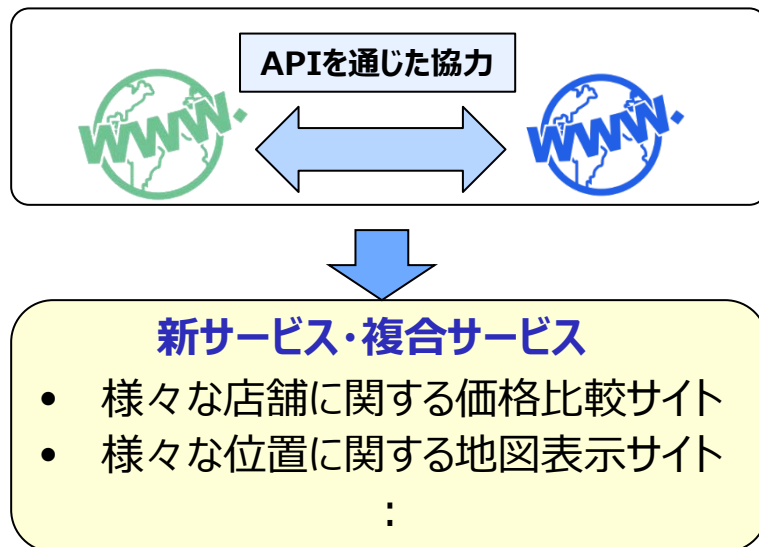 APIを通じた協力
www.
www.
新サービス・複合サービス
• 様々な店舗に関する価格比較サイト
• 様々な位置に関する地図表示サイト
: